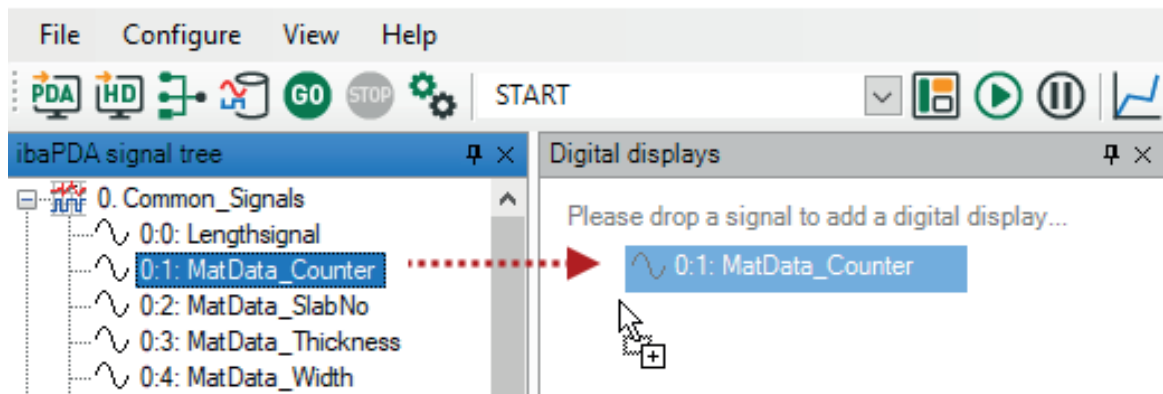 File Configure View Help
PDA HD GO STOP START
ibaPDA signal tree
Digital displays
0. Common_Signals
0:0: Lengthsignal
0:1: MatData_Counter
0:2: MatData_SlabNo
0:3: MatData_Thickness
0:4: MatData_Width
Please drop a signal to add a digital display...
0:1: MatData_Counter